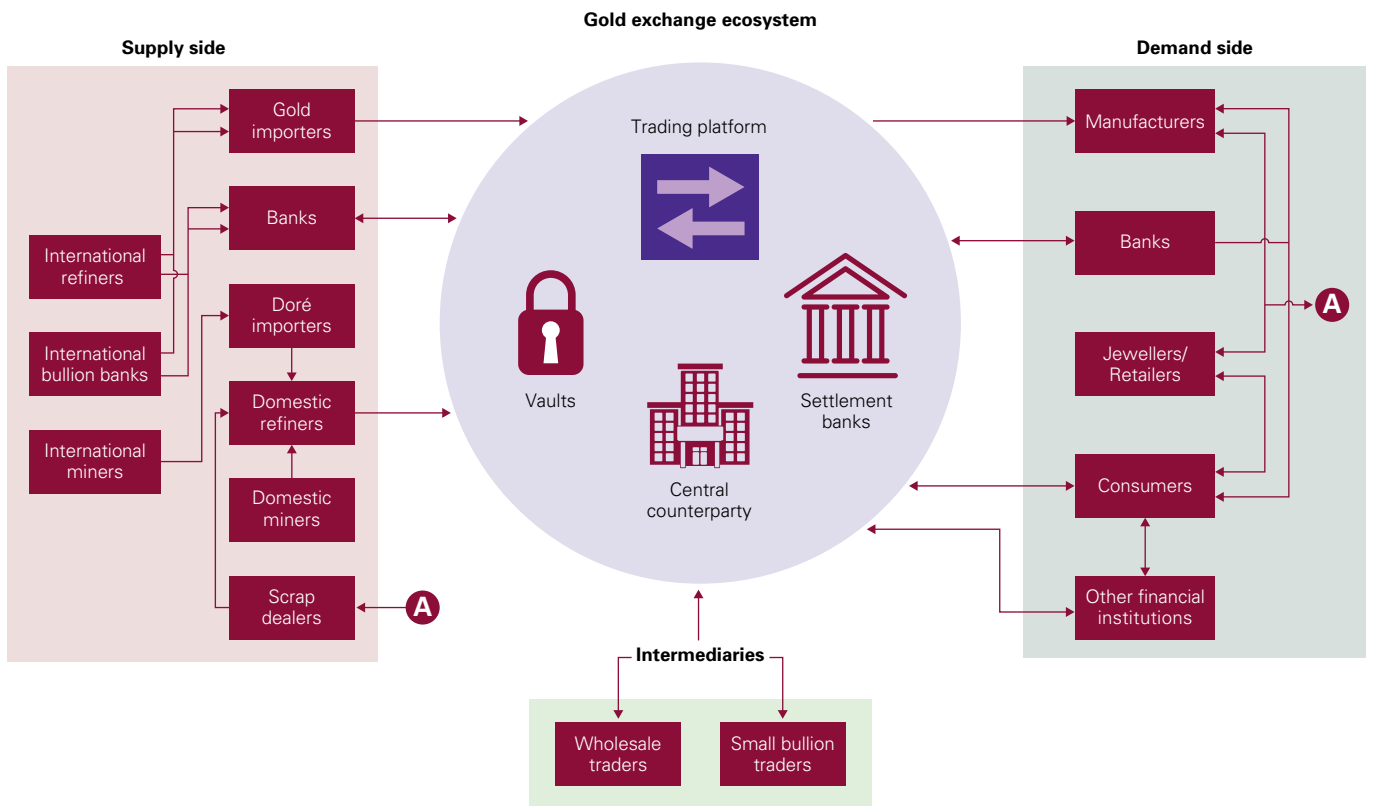 Gold exchange ecosystem
Supply side
Gold
importers
Banks
International
refiners
Doré
importers
International
bullion banks
Domestic
refiners
International
miners
Domestic
miners
Scrap
dealers
A
Trading platform
Vaults
Settlement
banks
Central
counterparty
Intermediaries
Wholesale
traders
Small bullion
traders
Demand side
Manufacturers
Banks
A
Jewellers/
Retailers
Consumers
Other financial
institutions